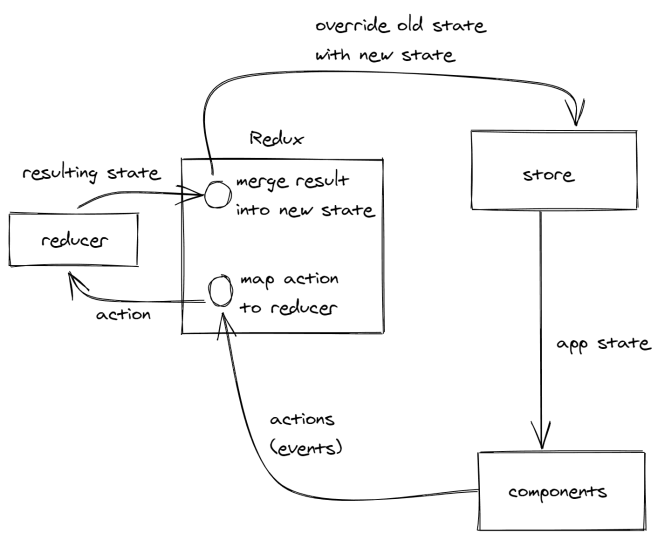 override old state
with new state
Redux
resulting state
merge result
into new state
store
reducer
map action
to reducer
action
app state
actions
(events)
components